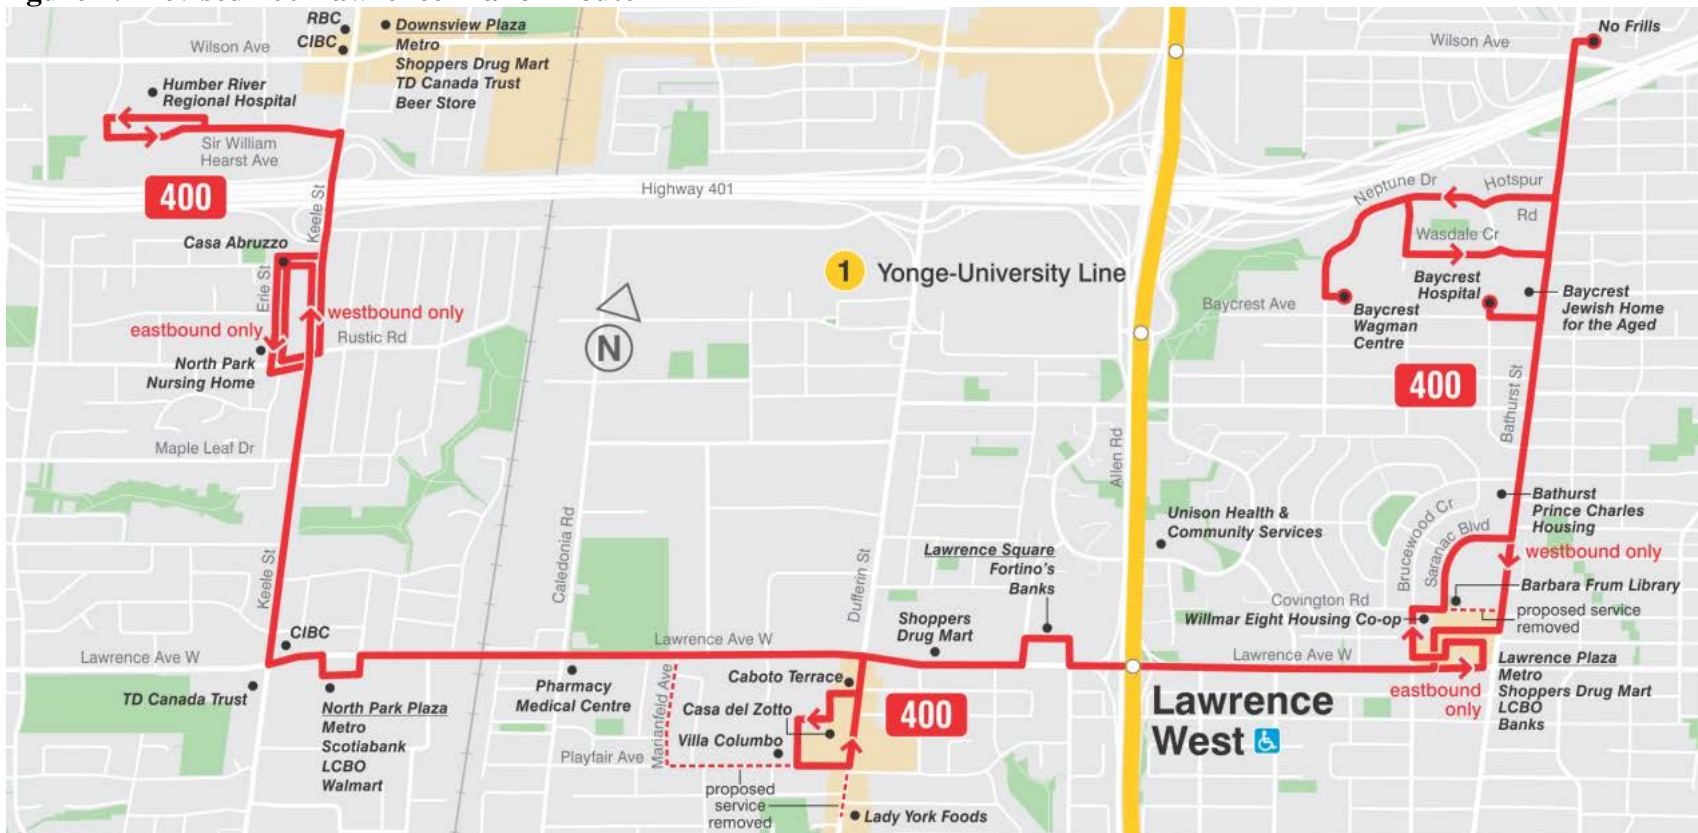 RBC
CIBC
Wilson Ave
Downsview Plaza
Metro
Shoppers Drug Mart
TD Canada Trust
Beer Store
Wilson Ave
No Frills
Humber River
Regional Hospital
Sir William
Hearst Ave
400
Keele St
Highway 401
Neptune Dr
Hotspur
Rd
Wasdale Cr
Casa Abruzzo
Erie St
eastbound only
westbound only
Rustic Rd
North Park
Nursing Home
N
1
Yonge-University Line
Baycrest Ave
Baycrest
Hospital
Baycrest
Wagman
Centre
Baycrest
Jewish Home
for the Aged
400
Bathurst St
Maple Leaf Dr
Allen Rd
Keele St
Caledonia Rd
Dufferin St
Unison Health &
Community Services
Brucewood Cr
Saranac Blvd
Bathurst
Prince Charles
Housing
westbound only
Lawrence Square
Fortino's
Banks
Covington Rd
Barbara Frum Library
Willmar Eight Housing Co-op
proposed service
removed
CIBC
Lawrence Ave W
Lawrence Ave W
Shoppers
Drug Mart
Lawrence Ave W
TD Canada Trust
North Park Plaza
Metro
Scotiabank
LCBO
Walmart
Pharmacy
Medical Centre
Marianfeld Ave
Playfair Ave
Caboto Terrace
Casa del Zotto
Villa Columbo
400
proposed
service
removed
Lady York Foods
Lawrence
West
eastbound
only
Lawrence Plaza
Metro
Shoppers Drug Mart
LCBO
Banks